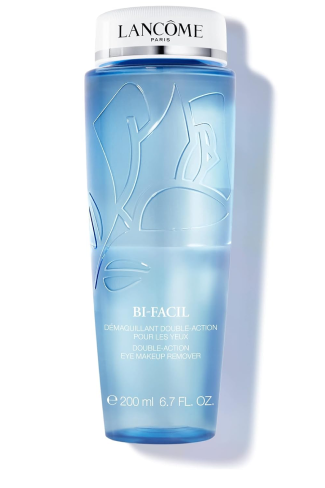 LANCÔME
PARIS
BI-FACIL
DÉMAQUILLANT DOUBLE-ACTION
POUR LES YEUX
DOUBLE-ACTION
EYE MAKEUP REMOVER
℮ 200 ml 6.7 FL. OZ.